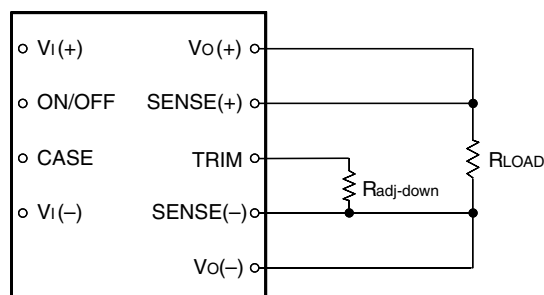 VI(+)
VO(+)
ON/OFF
SENSE(+)
CASE
TRIM
RLOAD
Radj-down
VI(–)
SENSE(–)
VO(–)